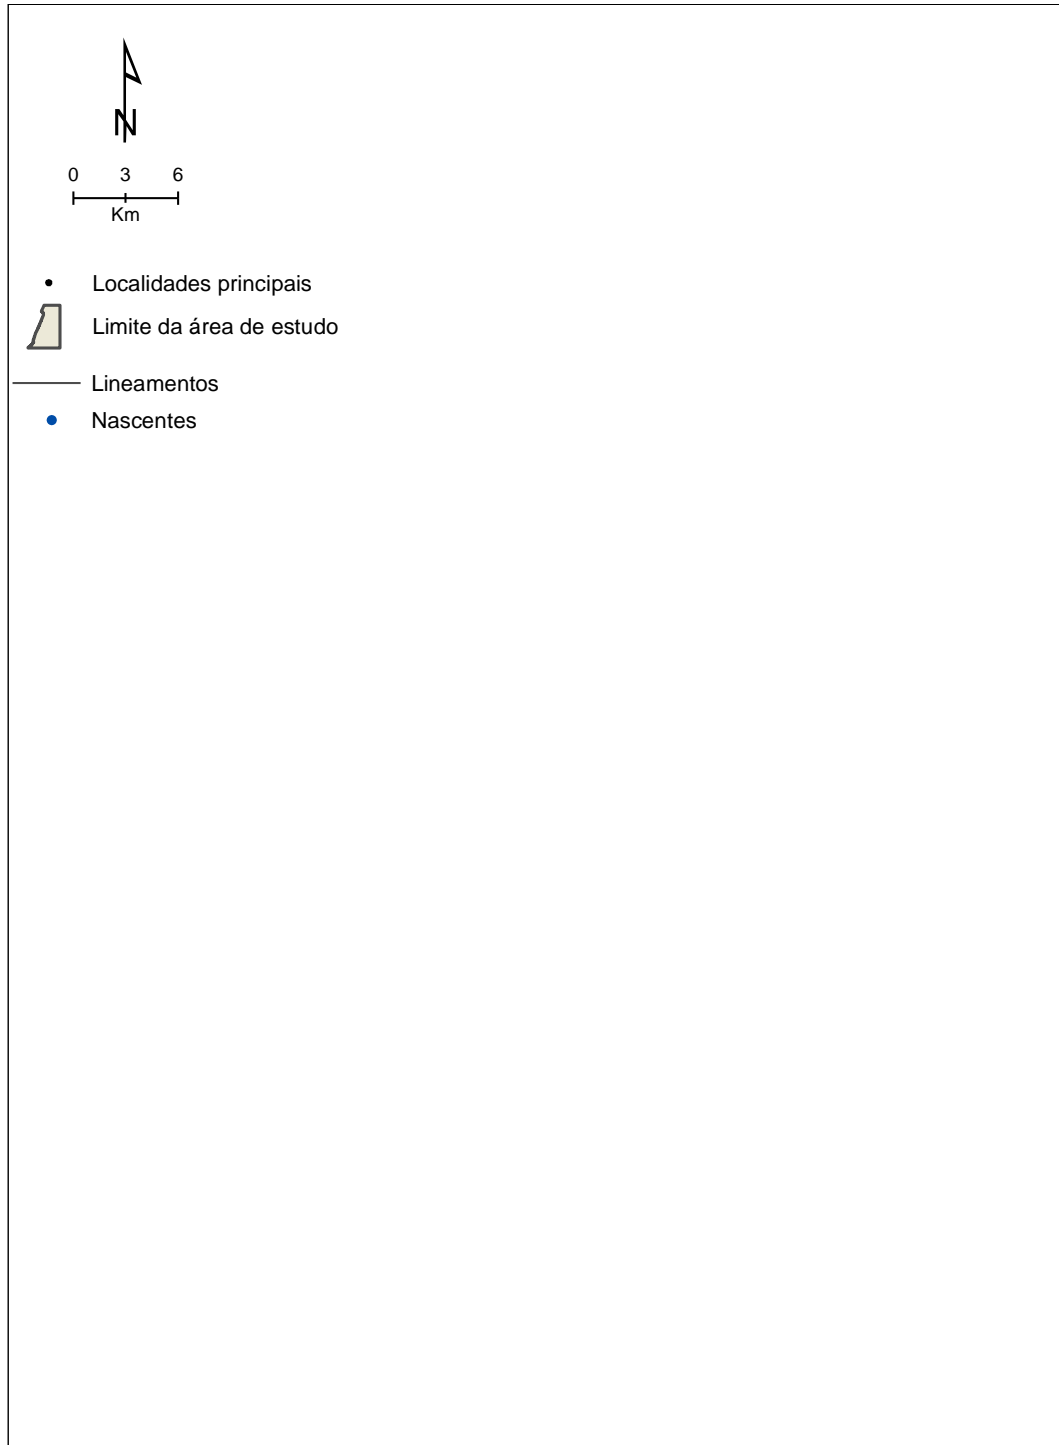 N
0 3 6
Km
Localidades principais
Limite da área de estudo
Lineamentos
Nascentes